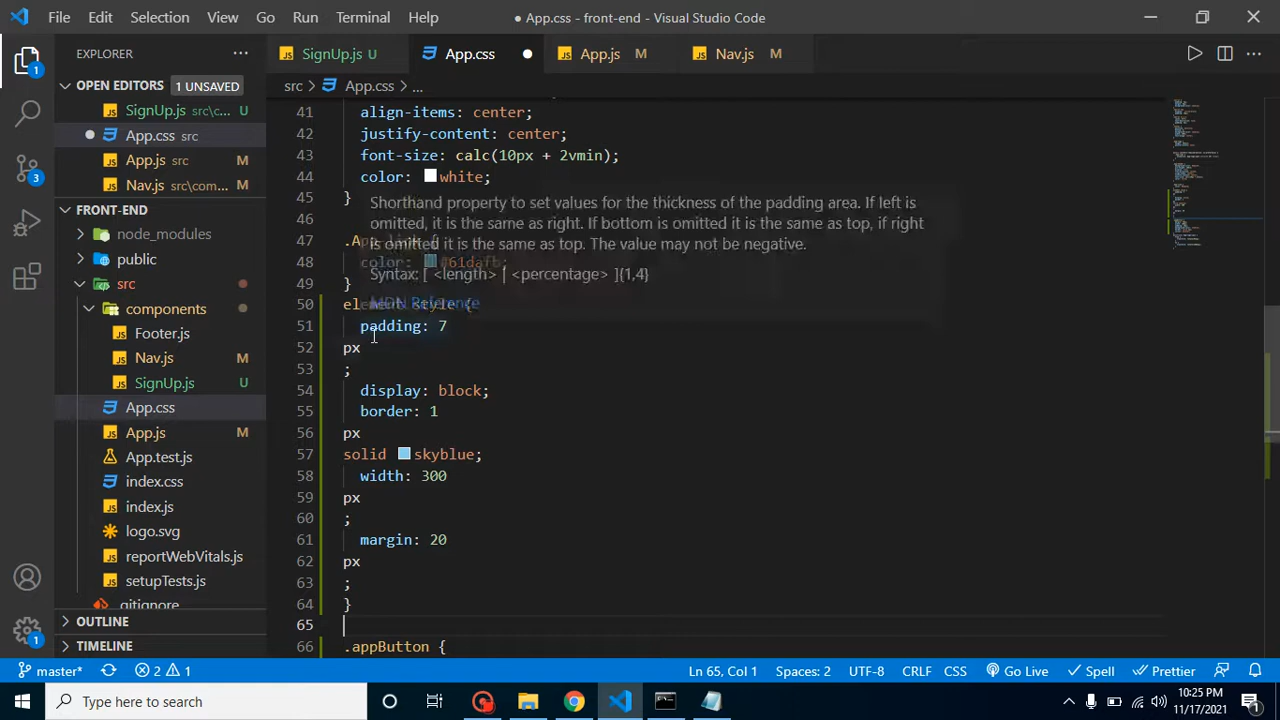 File Edit Selection View Go Run Terminal Help
● App.css - front-end - Visual Studio Code
EXPLORER ...
SignUp.js U
App.css ●
App.js M
Nav.js M
OPEN EDITORS 1 UNSAVED
SignUp.js src\c... U
● App.css src
App.js src M
Nav.js src\com... M
FRONT-END
node_modules
public
src
components
Footer.js
Nav.js M
SignUp.js U
App.css
App.js M
App.test.js
index.css
index.js
logo.svg
reportWebVitals.js
setupTests.js
.gitignore
OUTLINE
TIMELINE
src > App.css > ...
41 align-items: center;
42 justify-content: center;
43 font-size: calc(10px + 2vmin);
44 color: white;
45 }
46
47 {
48 color: #61dafb;
49 }
50 element style {
51 padding: 7
52 px
53 ;
54 display: block;
55 border: 1
56 px
57 solid skyblue;
58 width: 300
59 px
60 ;
61 margin: 20
62 px
63 ;
64 }
65
66 .appButton {
Shorthand property to set values for the thickness of the padding area. If left is
omitted, it is the same as right. If bottom is omitted it is the same as top, if right
is omitted it is the same as top. The value may not be negative.
Syntax: [ <length> | <percentage> ]{1,4}
MDN Reference
1
3
1
master* 2 1 Ln 65, Col 1 Spaces: 2 UTF-8 CRLF CSS Go Live Spell Prettier
Type here to search
10:25 PM
11/17/2021
1